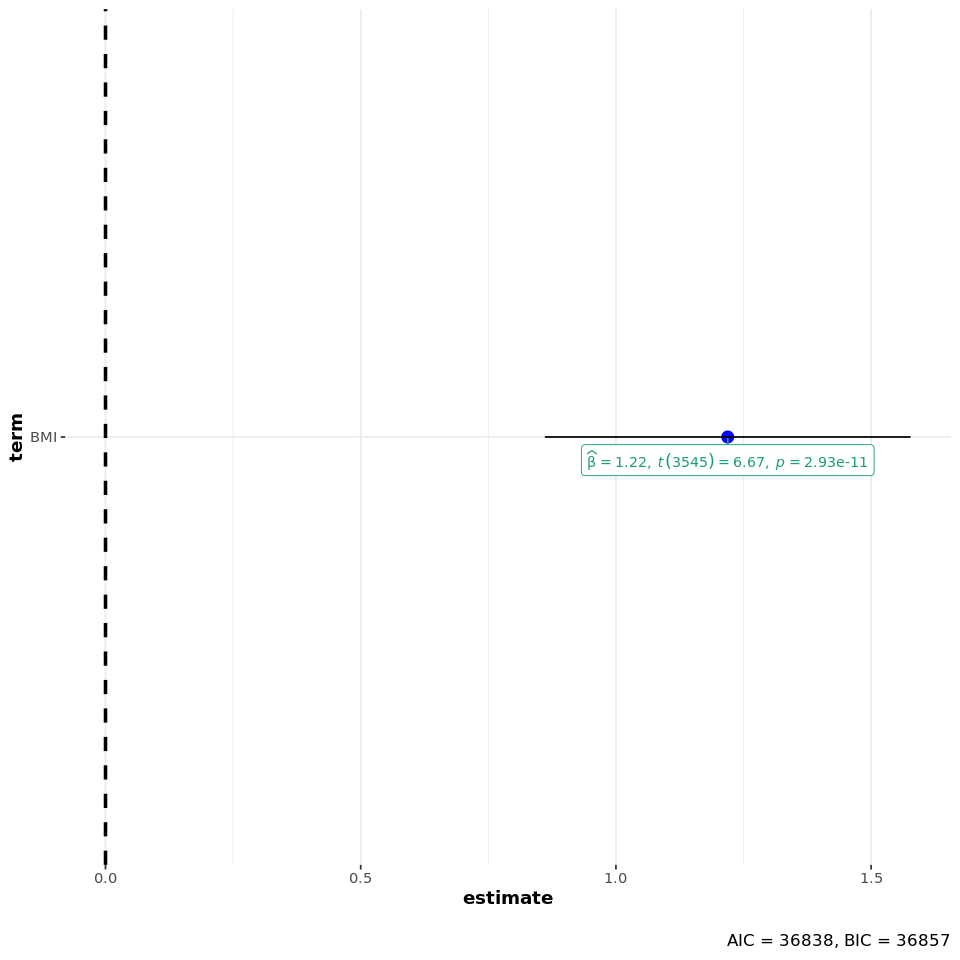 term
BMI
β̂ = 1.22, t(3545) = 6.67, p = 2.93e-11
0.0 0.5 1.0 1.5
estimate
AIC = 36838, BIC = 36857